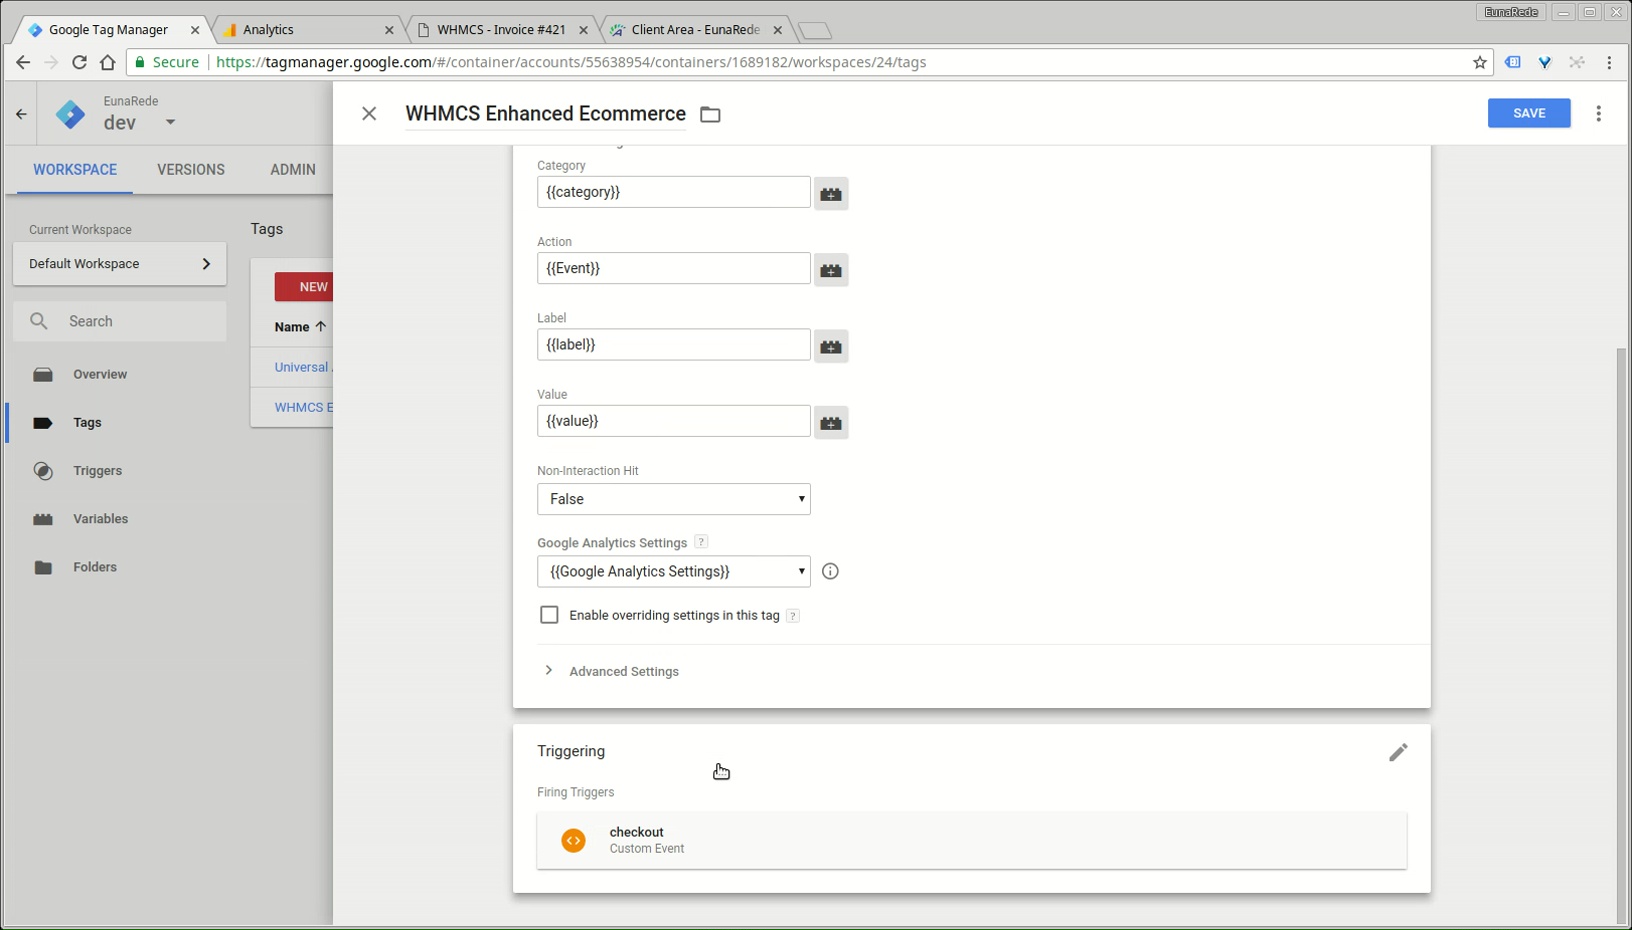 EunaRede
Google Tag Manager
Analytics
WHMCS - Invoice #421
Client Area - EunaRede
Secure
https://tagmanager.google.com/#/container/accounts/55638954/containers/1689182/workspaces/24/tags
EunaRede
dev
WHMCS Enhanced Ecommerce
SAVE
WORKSPACE
VERSIONS
ADMIN
Current Workspace
Default Workspace
Search
Overview
Tags
Triggers
Variables
Folders
Tags
NEW
Name
Universal
WHMCS E
Category
{{category}}
Action
{{Event}}
Label
{{label}}
Value
{{value}}
Non-Interaction Hit
False
Google Analytics Settings ?
{{Google Analytics Settings}}
Enable overriding settings in this tag ?
Advanced Settings
Triggering
Firing Triggers
checkout
Custom Event